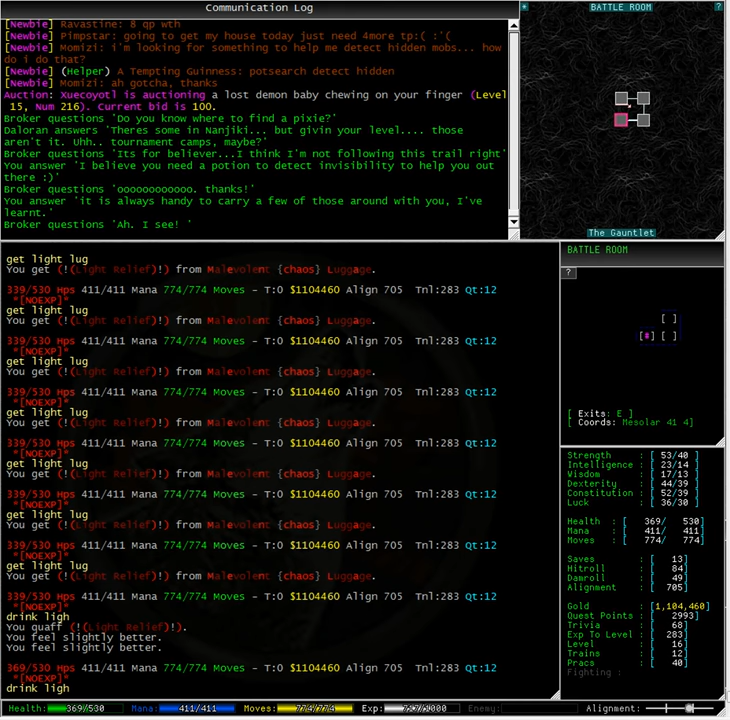 Communication Log
[Newbie] Ravastine: 8 qp wth
[Newbie] Pimpstar: going to get my house today just need 4more tp:( :'(
[Newbie] Momizi: i'm looking for something to help me detect hidden mobs... how
do i do that?
[Newbie] (Helper) A Tempting Guinness: potsearch detect hidden
[Newbie] Momizi: ah gotcha, thanks
Auction: Xuecoyotl is auctioning a lost demon baby chewing on your finger (Level
15, Num 216). Current bid is 100.
Broker questions 'Do you know where to find a pixie?'
Daloran answers 'Theres some in Nanjiki... but givin your level.... those
aren't it. Uhh.. tournament camps, maybe?'
Broker questions 'Its for believer...I think I'm not following this trail right'
You answer 'I believe you need a potion to detect invisibility to help you out
there :)'
Broker questions 'oooooooooooo. thanks!'
You answer 'it is always handy to carry a few of those around with you, I've
learnt.'
Broker questions 'Ah. I see! '
BATTLE ROOM
?
The Gauntlet
get light lug
You get (!(Light Relief)!) from Malevolent {chaos} Luggage.
339/530 Hps 411/411 Mana 774/774 Moves - T:0 $1104460 Align 705 Tnl:283 Qt:12
*[NOEXP]*
get light lug
You get (!(Light Relief)!) from Malevolent {chaos} Luggage.
339/530 Hps 411/411 Mana 774/774 Moves - T:0 $1104460 Align 705 Tnl:283 Qt:12
*[NOEXP]*
get light lug
You get (!(Light Relief)!) from Malevolent {chaos} Luggage.
339/530 Hps 411/411 Mana 774/774 Moves - T:0 $1104460 Align 705 Tnl:283 Qt:12
*[NOEXP]*
get light lug
You get (!(Light Relief)!) from Malevolent {chaos} Luggage.
339/530 Hps 411/411 Mana 774/774 Moves - T:0 $1104460 Align 705 Tnl:283 Qt:12
*[NOEXP]*
get light lug
You get (!(Light Relief)!) from Malevolent {chaos} Luggage.
339/530 Hps 411/411 Mana 774/774 Moves - T:0 $1104460 Align 705 Tnl:283 Qt:12
*[NOEXP]*
get light lug
You get (!(Light Relief)!) from Malevolent {chaos} Luggage.
339/530 Hps 411/411 Mana 774/774 Moves - T:0 $1104460 Align 705 Tnl:283 Qt:12
*[NOEXP]*
get light lug
You get (!(Light Relief)!) from Malevolent {chaos} Luggage.
339/530 Hps 411/411 Mana 774/774 Moves - T:0 $1104460 Align 705 Tnl:283 Qt:12
*[NOEXP]*
drink ligh
You quaff (!(Light Relief)!).
You feel slightly better.
You feel slightly better.
369/530 Hps 411/411 Mana 774/774 Moves - T:0 $1104460 Align 705 Tnl:283 Qt:12
*[NOEXP]*
drink ligh
BATTLE ROOM
?
[ ]
[*] [ ]
[ Exits: E ]
[ Coords: Mesolar 41 4]
Strength : [ 53/40 ]
Intelligence : [ 23/14 ]
Wisdom : [ 17/13 ]
Dexterity : [ 44/39 ]
Constitution : [ 52/39 ]
Luck : [ 36/30 ]
Health : [ 369/ 530]
Mana : [ 411/ 411]
Moves : [ 774/ 774]
Saves : [ 13]
Hitroll : [ 84]
Damroll : [ 49]
Alignment : [ 705]
Gold : [1,104,460]
Quest Points : [ 2993]
Trivia : [ 68]
Exp To Level : [ 283]
Level : [ 16]
Trains : [ 12]
Pracs : [ 40]
Fighting :
Health: 369/530 Mana: 411/411 Moves: 774/774 Exp: 717/1000 Enemy: Alignment: